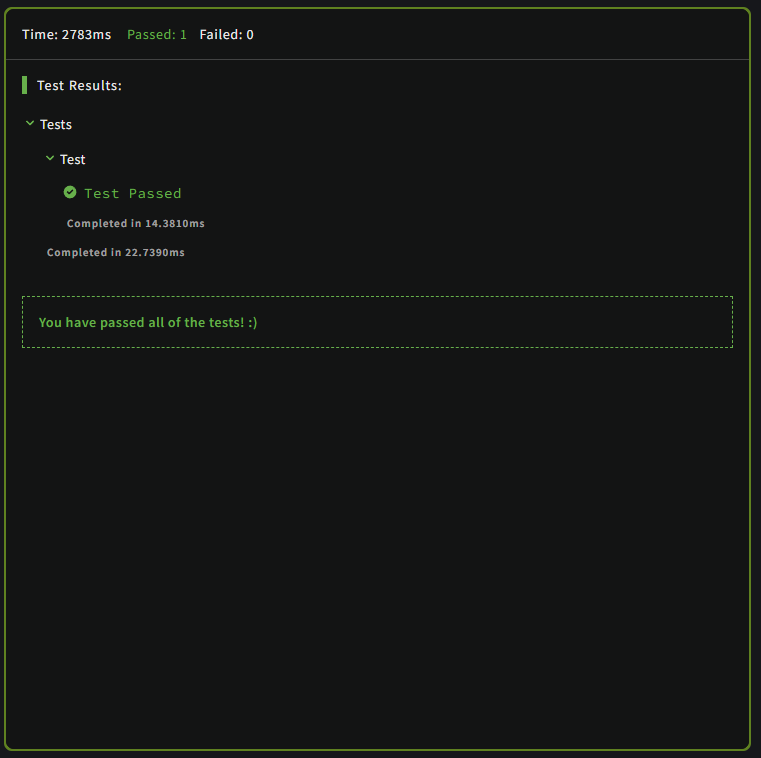 Time: 2783ms Passed: 1 Failed: 0
Test Results:
Tests
Test
Test Passed
Completed in 14.3810ms
Completed in 22.7390ms
You have passed all of the tests! :)